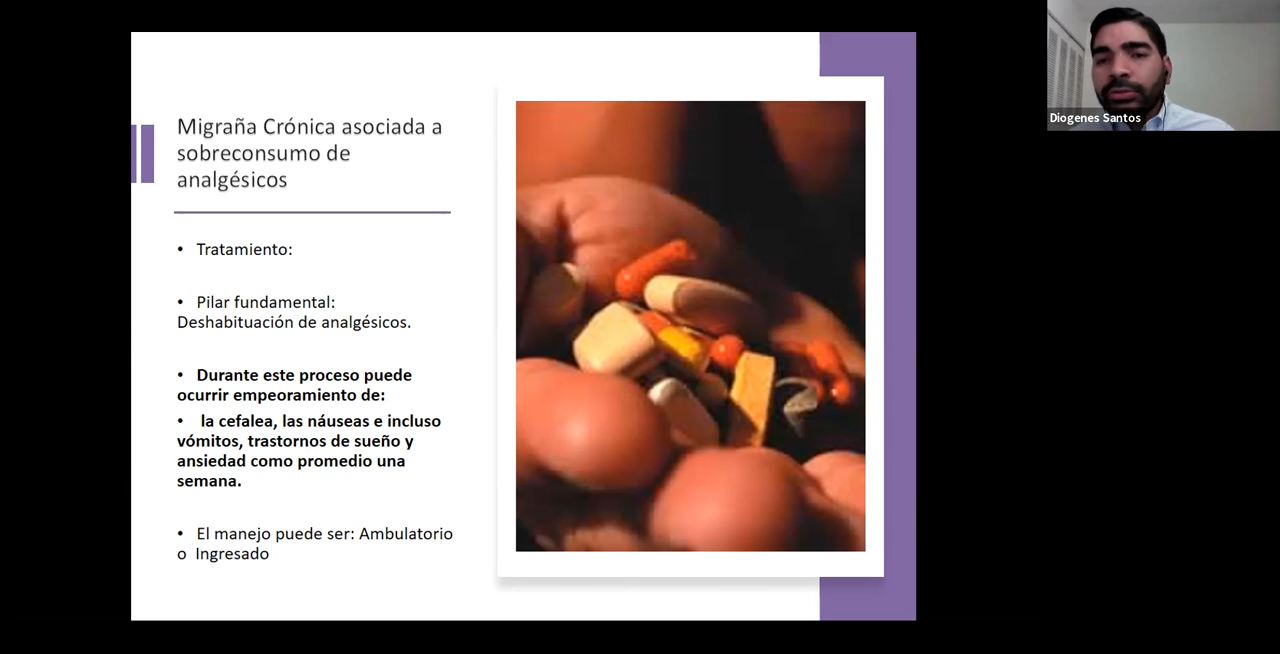 Migraña Crónica asociada a
sobreconsumo de
analgésicos
• Tratamiento:
• Pilar fundamental:
Deshabituación de analgésicos.
• Durante este proceso puede
ocurrir empeoramiento de:
• la cefalea, las náuseas e incluso
vómitos, trastornos de sueño y
ansiedad como promedio una
semana.
• El manejo puede ser: Ambulatorio
o Ingresado
Diogenes Santos